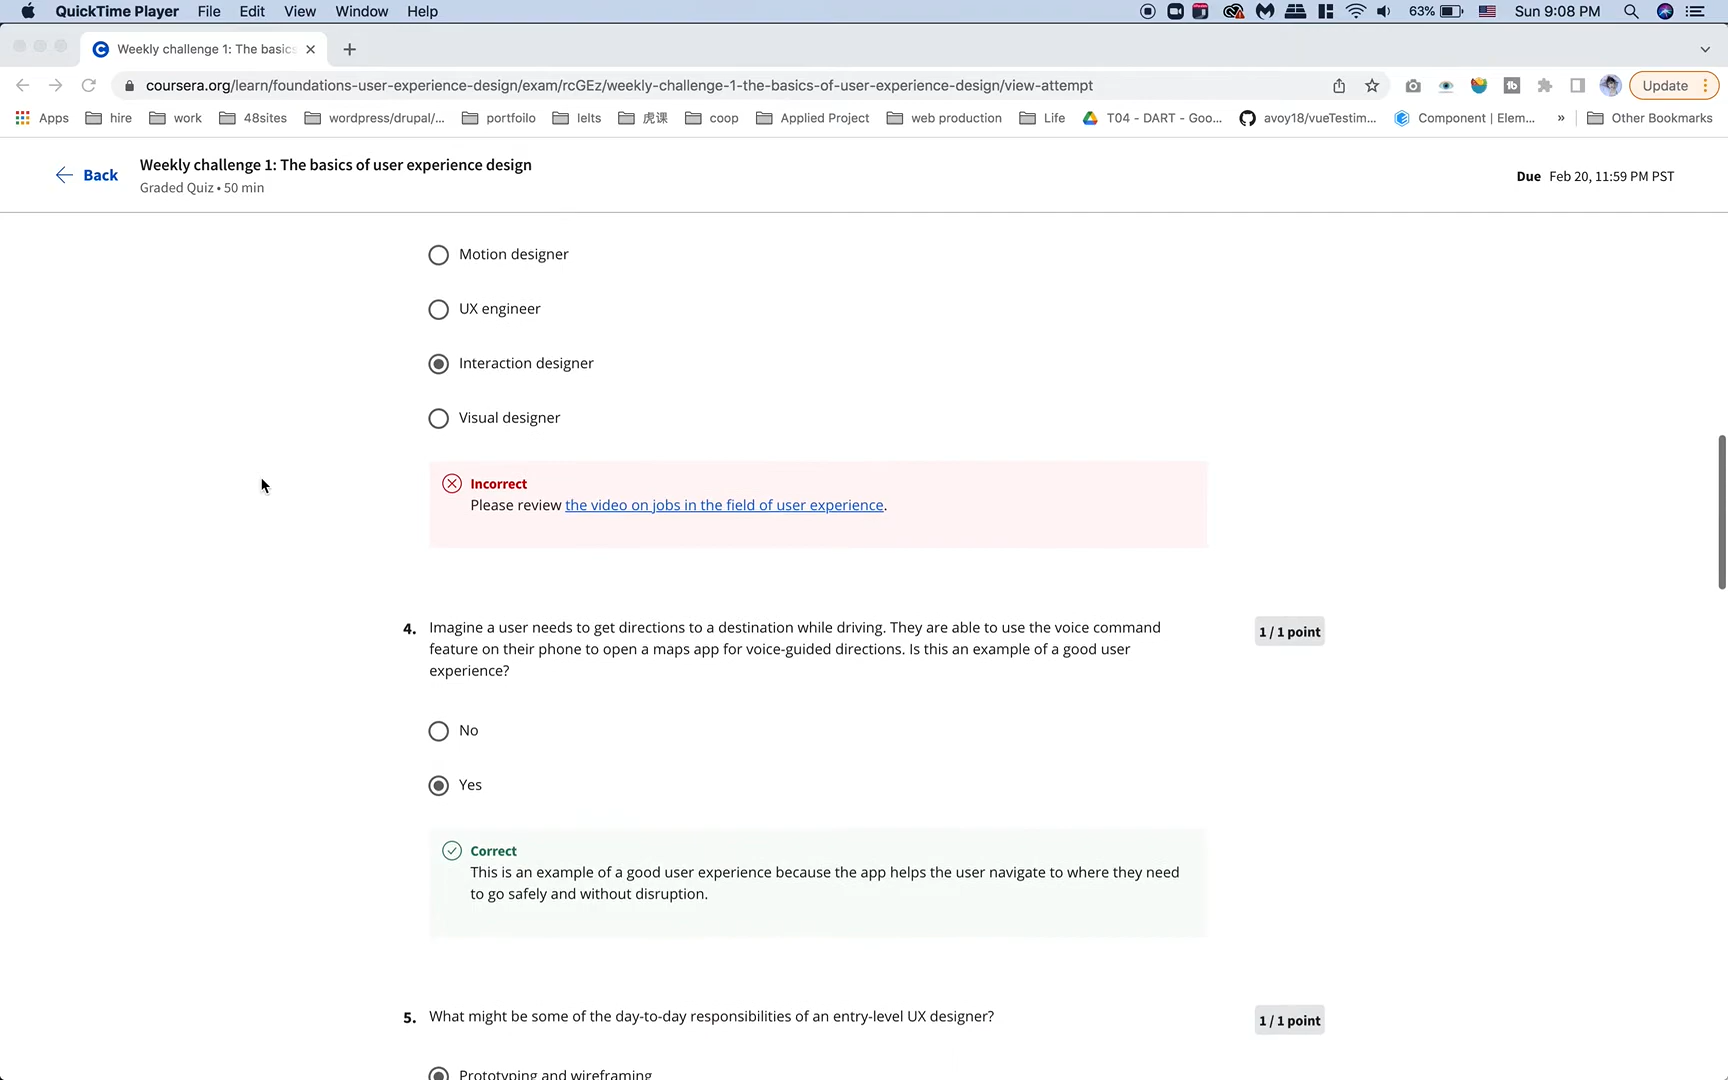 QuickTime Player File Edit View Window Help 63% Sun 9:08 PM
Weekly challenge 1: The basics
coursera.org/learn/foundations-user-experience-design/exam/rcGEz/weekly-challenge-1-the-basics-of-user-experience-design/view-attempt Update
Apps hire work 48sites wordpress/drupal/... portfoilo Ielts 虎课 coop Applied Project web production Life T04 - DART - Goo... avoy18/vueTestim... Component | Elem... » Other Bookmarks
Back
Weekly challenge 1: The basics of user experience design
Graded Quiz • 50 min
Due Feb 20, 11:59 PM PST
Motion designer
UX engineer
Interaction designer
Visual designer
Incorrect
Please review the video on jobs in the field of user experience.
4. Imagine a user needs to get directions to a destination while driving. They are able to use the voice command
feature on their phone to open a maps app for voice-guided directions. Is this an example of a good user
experience?
1 / 1 point
No
Yes
Correct
This is an example of a good user experience because the app helps the user navigate to where they need
to go safely and without disruption.
5. What might be some of the day-to-day responsibilities of an entry-level UX designer?
1 / 1 point
Prototyping and wireframing